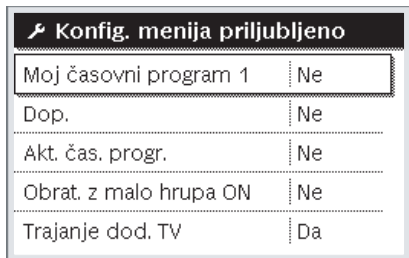 Konfig. menija priljubljeno
Moj časovni program 1 Ne
Dop. Ne
Akt. čas. progr. Ne
Obrat. z malo hrupa ON Ne
Trajanje dod. TV Da